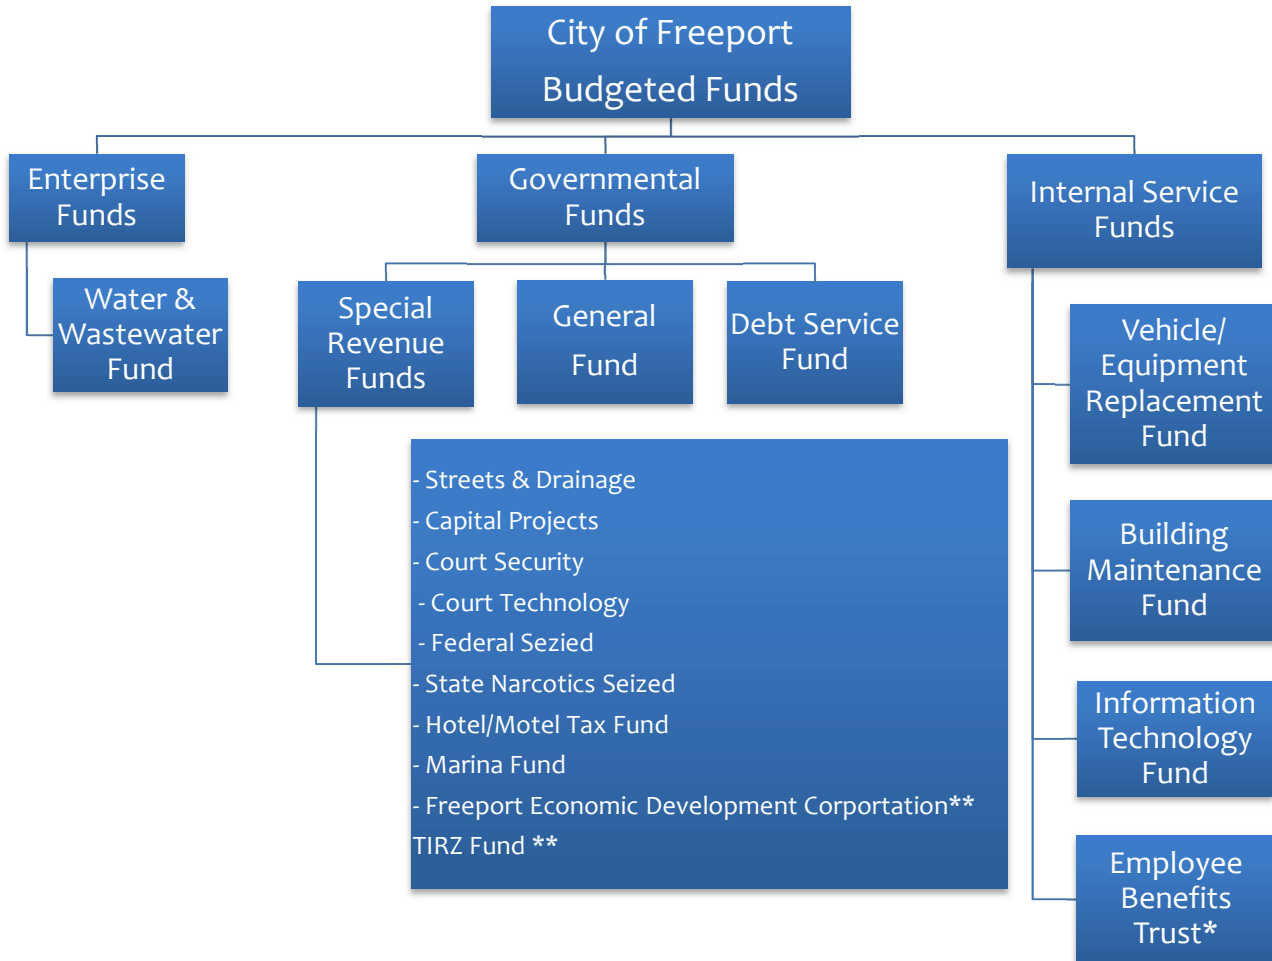 City of Freeport
Budgeted Funds
Enterprise
Funds
Water &
Wastewater
Fund
Governmental
Funds
Special
Revenue
Funds
General
Fund
Debt Service
Fund
- Streets & Drainage
- Capital Projects
- Court Security
- Court Technology
- Federal Sezied
- State Narcotics Seized
- Hotel/Motel Tax Fund
- Marina Fund
- Freeport Economic Development Corportation**
TIRZ Fund **
Internal Service
Funds
Vehicle/
Equipment
Replacement
Fund
Building
Maintenance
Fund
Information
Technology
Fund
Employee
Benefits
Trust*